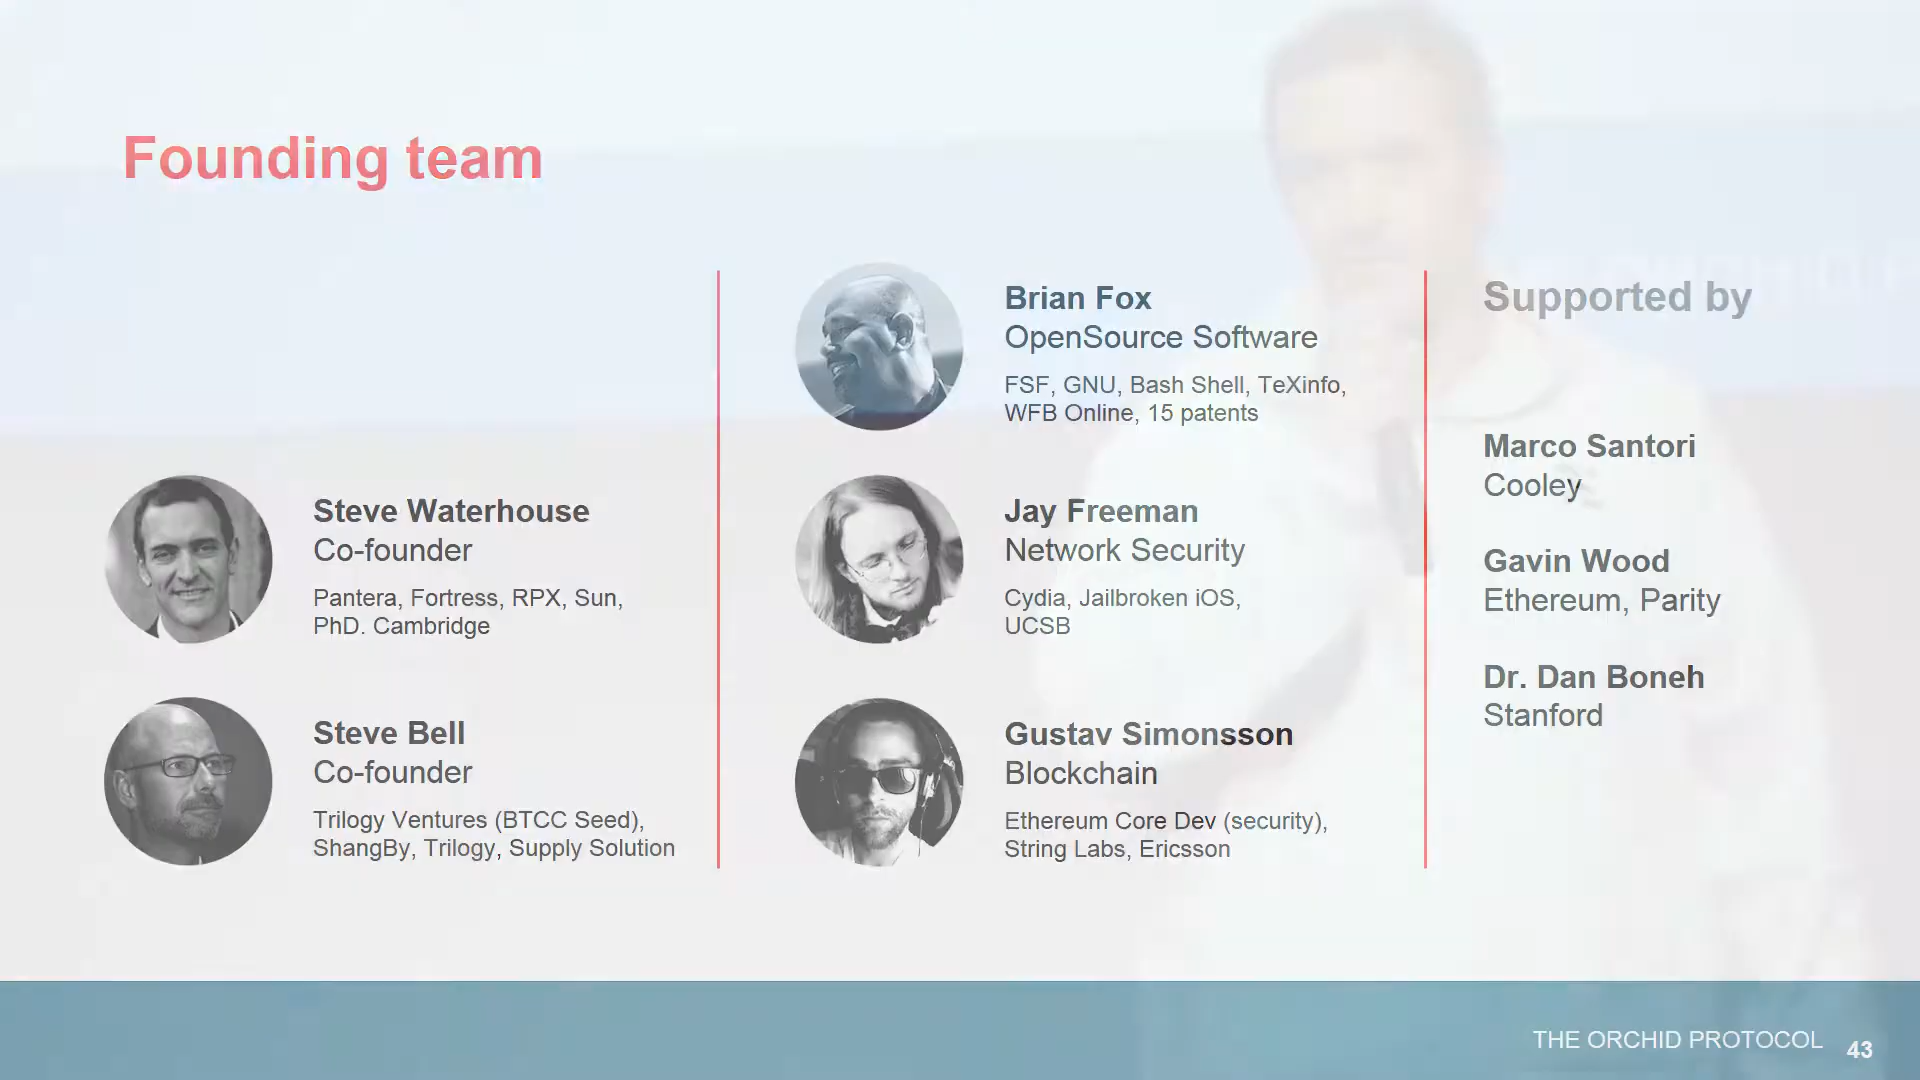 Founding team
Steve Waterhouse
Co-founder
Pantera, Fortress, RPX, Sun,
PhD. Cambridge
Steve Bell
Co-founder
Trilogy Ventures (BTCC Seed),
ShangBy, Trilogy, Supply Solution
Brian Fox
OpenSource Software
FSF, GNU, Bash Shell, TeXinfo,
WFB Online, 15 patents
Jay Freeman
Network Security
Cydia, Jailbroken iOS,
UCSB
Gustav Simonsson
Blockchain
Ethereum Core Dev (security),
String Labs, Ericsson
Supported by
Marco Santori
Cooley
Gavin Wood
Ethereum, Parity
Dr. Dan Boneh
Stanford
THE ORCHID PROTOCOL
43